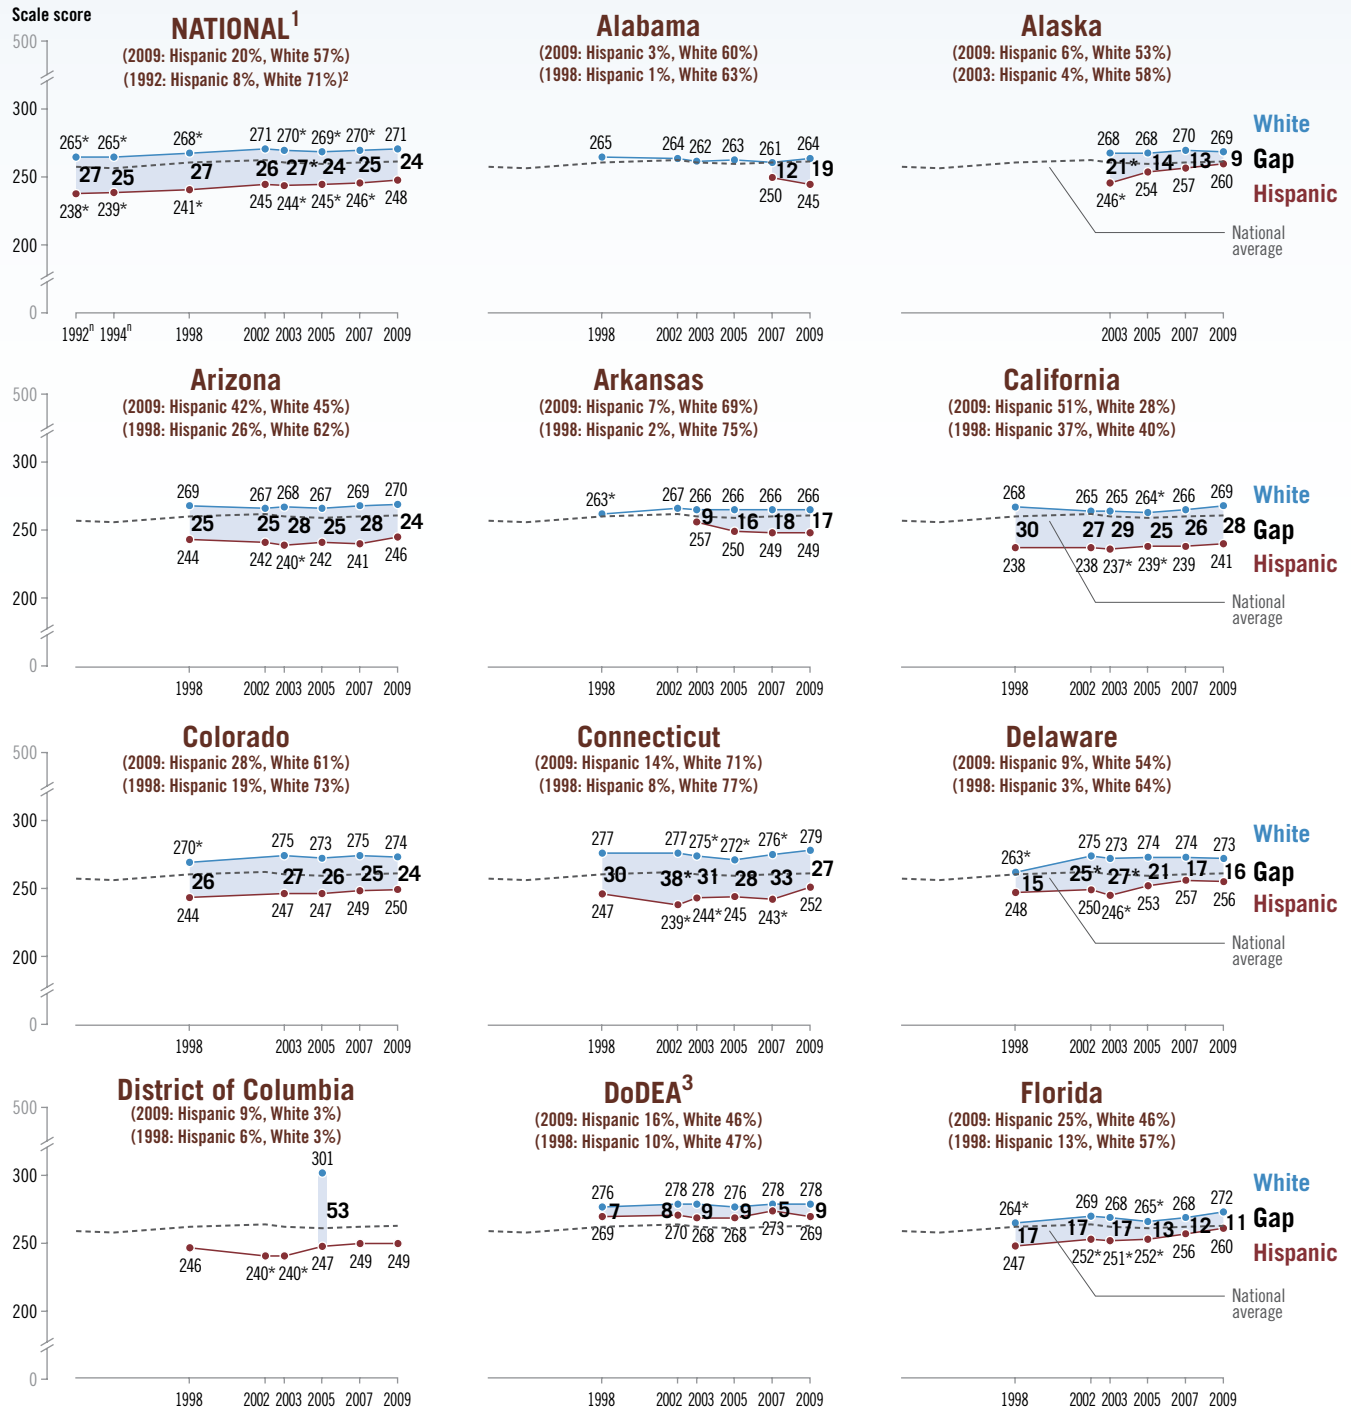 Scale score
NATIONAL1
(2009: Hispanic 20%, White 57%)
(1992: Hispanic 8%, White 71%)2
Alabama
(2009: Hispanic 3%, White 60%)
(1998: Hispanic 1%, White 63%)
Alaska
(2009: Hispanic 6%, White 53%)
(2003: Hispanic 4%, White 58%)
500
300
250
200
0
265* 265* 268* 271 270* 269* 270* 271
27 25 27 26 27* 24 25 24
238* 239* 241* 245 244* 245* 246* 248
1992n 1994n 1998 2002 2003 2005 2007 2009
265 264 262 263 261 264
12 19
250 245
1998 2002 2003 2005 2007 2009
268 268 270 269
21* 14 13 9
246* 254 257 260
2003 2005 2007 2009
White
Gap
Hispanic
National
average
Arizona
(2009: Hispanic 42%, White 45%)
(1998: Hispanic 26%, White 62%)
Arkansas
(2009: Hispanic 7%, White 69%)
(1998: Hispanic 2%, White 75%)
California
(2009: Hispanic 51%, White 28%)
(1998: Hispanic 37%, White 40%)
500
300
250
200
0
269 267 268 267 269 270
25 25 28 25 28 24
244 242 240* 242 241 246
1998 2002 2003 2005 2007 2009
263* 267 266 266 266 266
9 16 18 17
257 250 249 249
1998 2002 2003 2005 2007 2009
268 265 265 264* 266 269
30 27 29 25 26 28
238 238 237* 239* 239 241
1998 2002 2003 2005 2007 2009
White
Gap
Hispanic
National
average
Colorado
(2009: Hispanic 28%, White 61%)
(1998: Hispanic 19%, White 73%)
Connecticut
(2009: Hispanic 14%, White 71%)
(1998: Hispanic 8%, White 77%)
Delaware
(2009: Hispanic 9%, White 54%)
(1998: Hispanic 3%, White 64%)
500
300
250
200
0
270* 275 273 275 274
26 27 26 25 24
244 247 247 249 250
1998 2003 2005 2007 2009
277 277 275* 272* 276* 279
30 38* 31 28 33 27
247 239* 244* 245 243* 252
1998 2002 2003 2005 2007 2009
263* 275 273 274 274 273
15 25* 27* 21 17 16
248 250 246* 253 257 256
1998 2002 2003 2005 2007 2009
White
Gap
Hispanic
National
average
District of Columbia
(2009: Hispanic 9%, White 3%)
(1998: Hispanic 6%, White 3%)
DoDEA3
(2009: Hispanic 16%, White 46%)
(1998: Hispanic 10%, White 47%)
Florida
(2009: Hispanic 25%, White 46%)
(1998: Hispanic 13%, White 57%)
500
300
250
200
0
301
53
246 240* 240* 247 249 249
1998 2002 2003 2005 2007 2009
276 278 278 276 278 278
7 8 9 9 5 9
269 270 268 268 273 269
1998 2002 2003 2005 2007 2009
264* 269 268 265* 268 272
17 17 17 13 12 11
247 252* 251* 252* 256 260
1998 2002 2003 2005 2007 2009
White
Gap
Hispanic
National
average